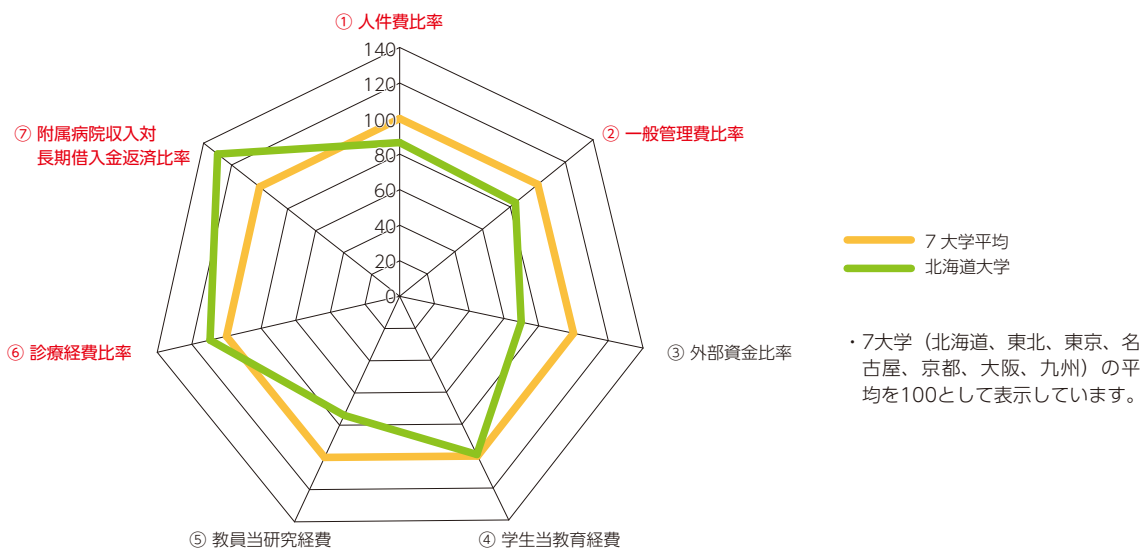 ① 人件費比率
140
120
100
80
60
40
20
0
② 一般管理費比率
③ 外部資金比率
④ 学生当教育経費
⑤ 教員当研究経費
⑥ 診療経費比率
⑦ 附属病院収入対
長期借入金返済比率
7 大学平均
北海道大学
・7大学（北海道、東北、東京、名
古屋、京都、大阪、九州）の平
均を100として表示しています。